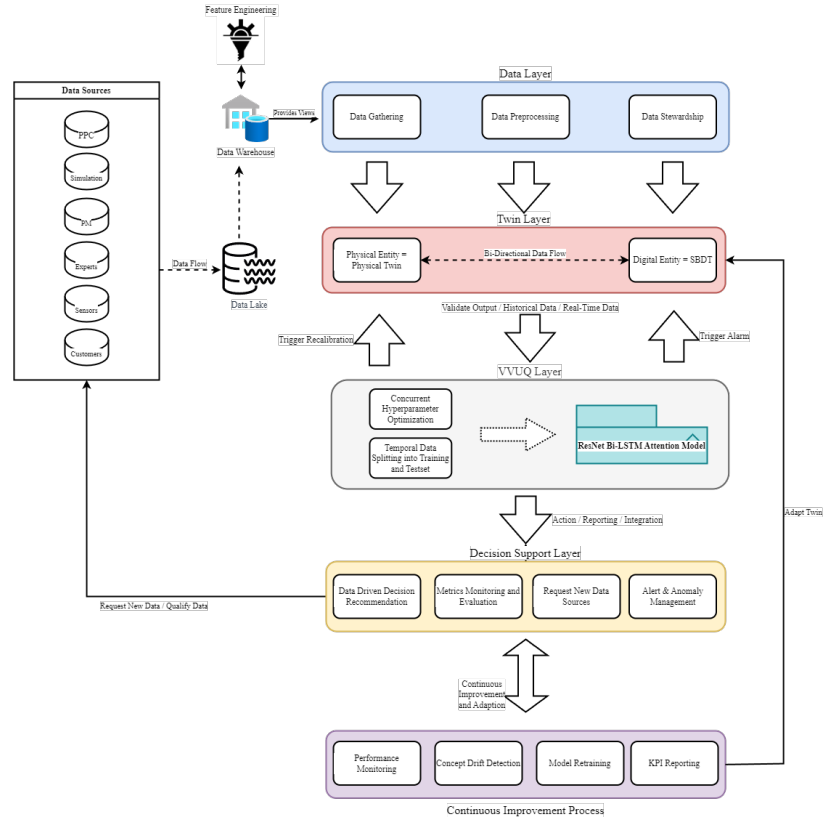 Feature Engineering
Data Sources
PPC
Simulation
PM
Experts
Sensors
Customers
Data Flow
Data Lake
Data Warehouse
Provides Views
Data Layer
Data Gathering
Data Preprocessing
Data Stewardship
Twin Layer
Physical Entity =
Physical Twin
Bi-Directional Data Flow
Digital Entity = SBDT
Validate Output / Historical Data / Real-Time Data
Trigger Recalibration
Trigger Alarm
VVUQ Layer
Concurrent
Hyperparameter
Optimization
Temporal Data
Splitting into Training
and Testset
ResNet Bi-LSTM Attention Model
Action / Reporting / Integration
Adapt Twin
Decision Support Layer
Data Driven Decision
Recommendation
Metrics Monitoring and
Evaluation
Request New Data
Sources
Alert & Anomaly
Management
Request New Data / Qualify Data
Continuous
Improvement
and Adaption
Performance
Monitoring
Concept Drift Detection
Model Retraining
KPI Reporting
Continuous Improvement Process